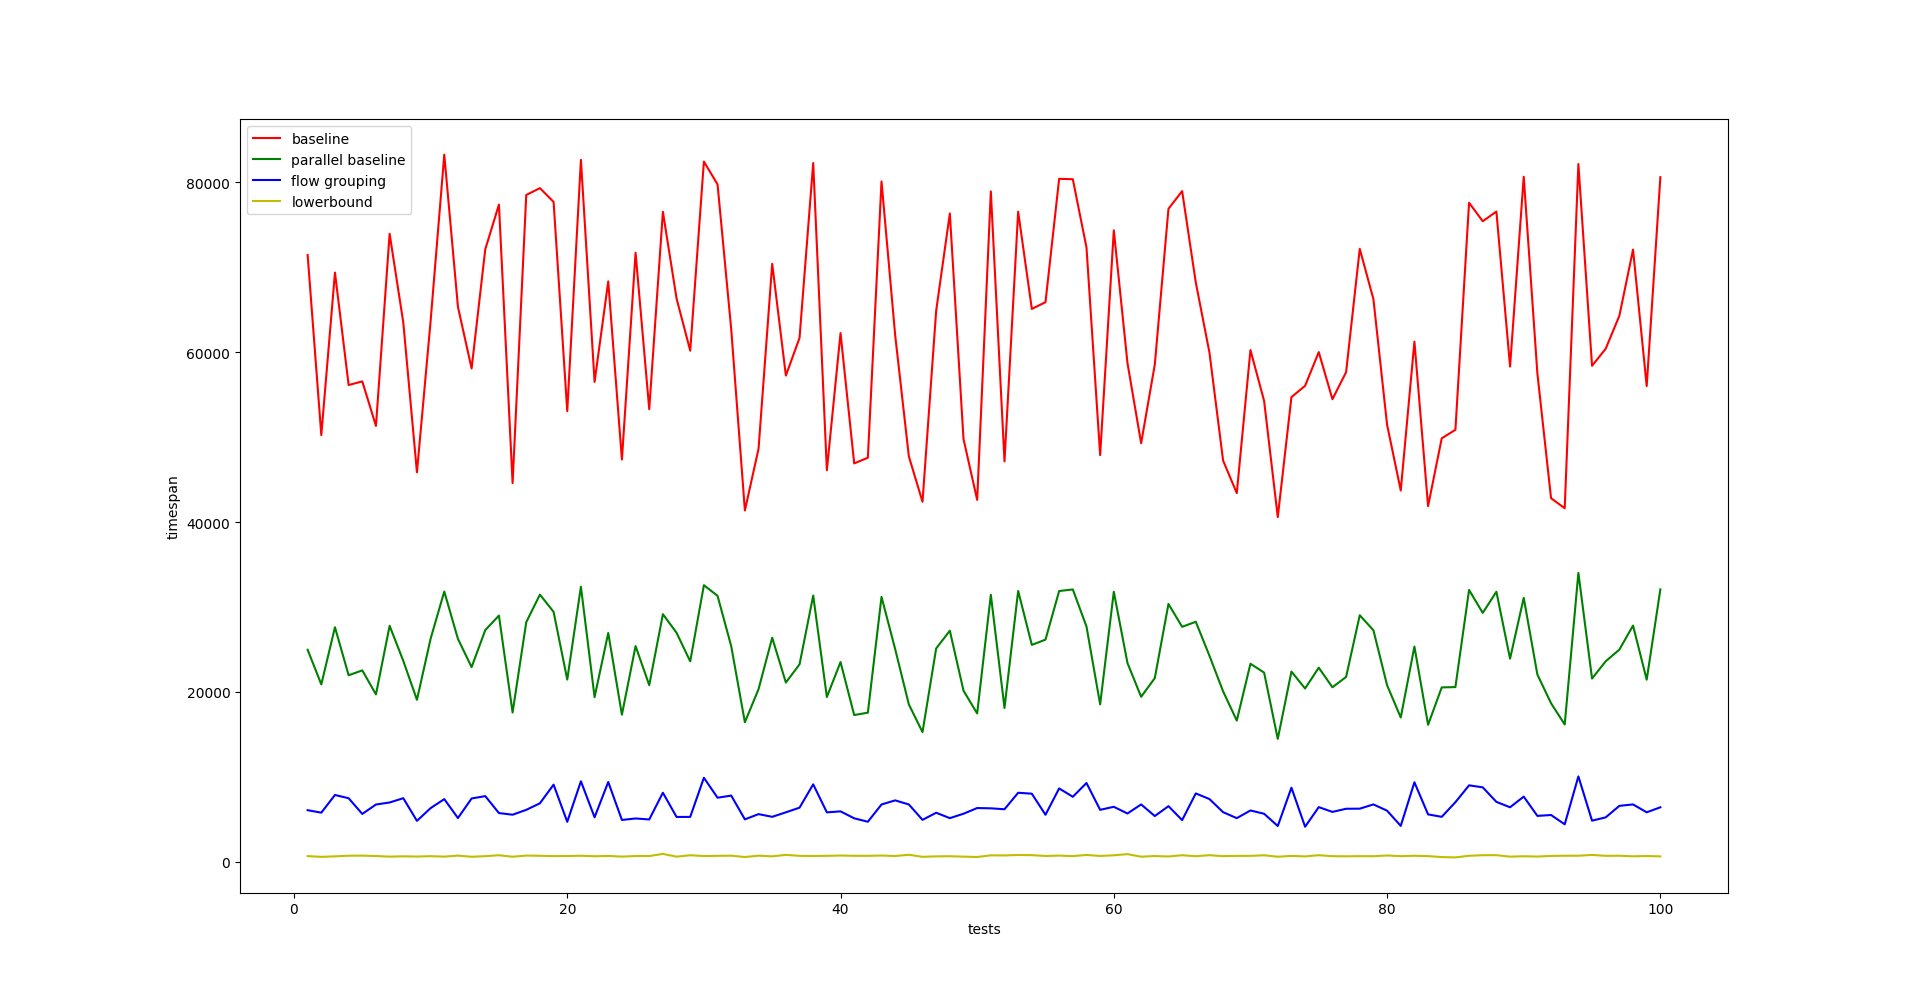 baseline
parallel baseline
flow grouping
lowerbound
80000
60000
40000
20000
0
timespan
0 20 40 60 80 100
tests